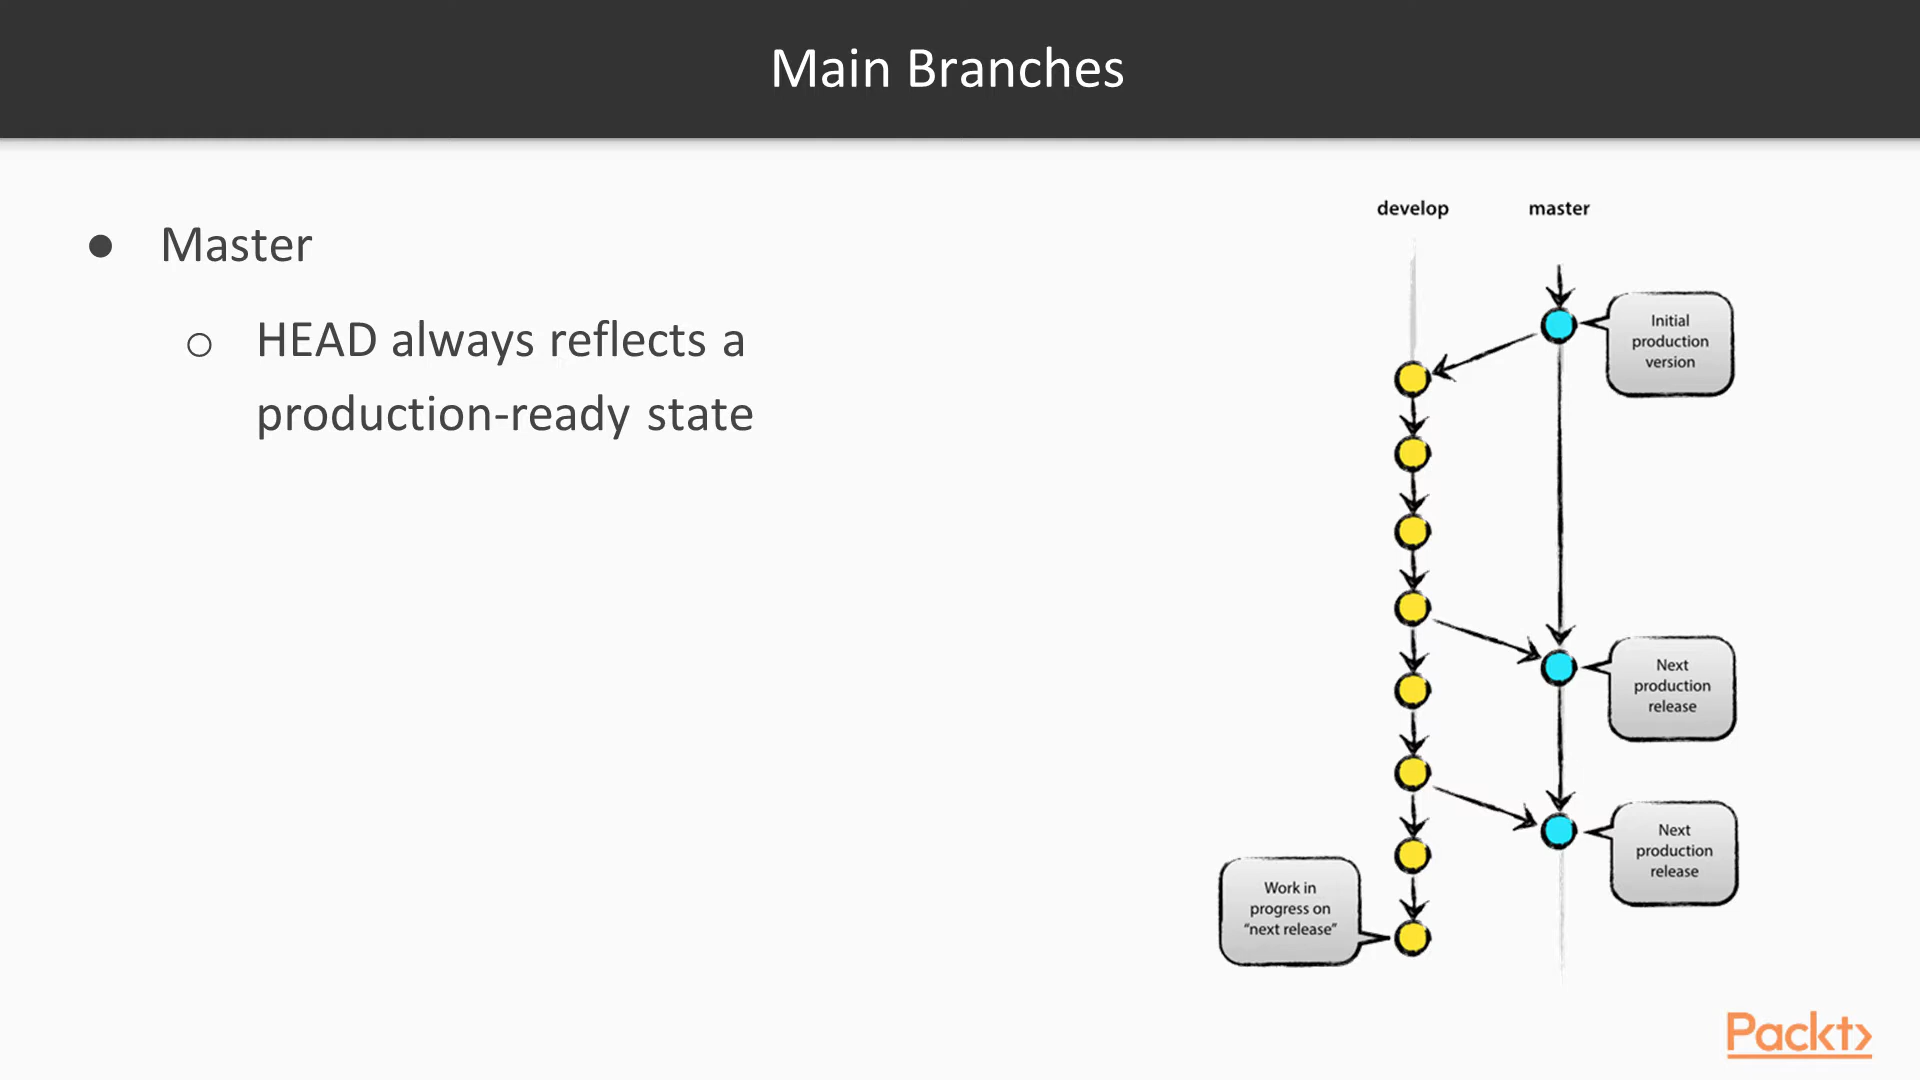 Main Branches
● Master
○ HEAD always reflects a
production-ready state
develop
master
Initial
production
version
Next
production
release
Next
production
release
Work in
progress on
“next release”
Packt>